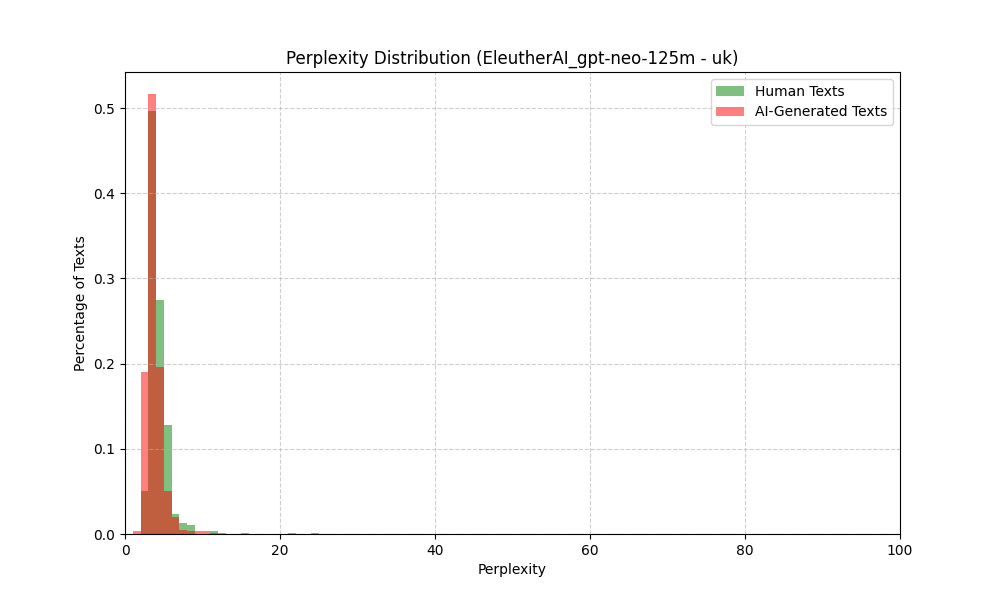 Perplexity Distribution (EleutherAI_gpt-neo-125m - uk)
Human Texts
AI-Generated Texts
Percentage of Texts
0.5
0.4
0.3
0.2
0.1
0.0
0 20 40 60 80 100
Perplexity